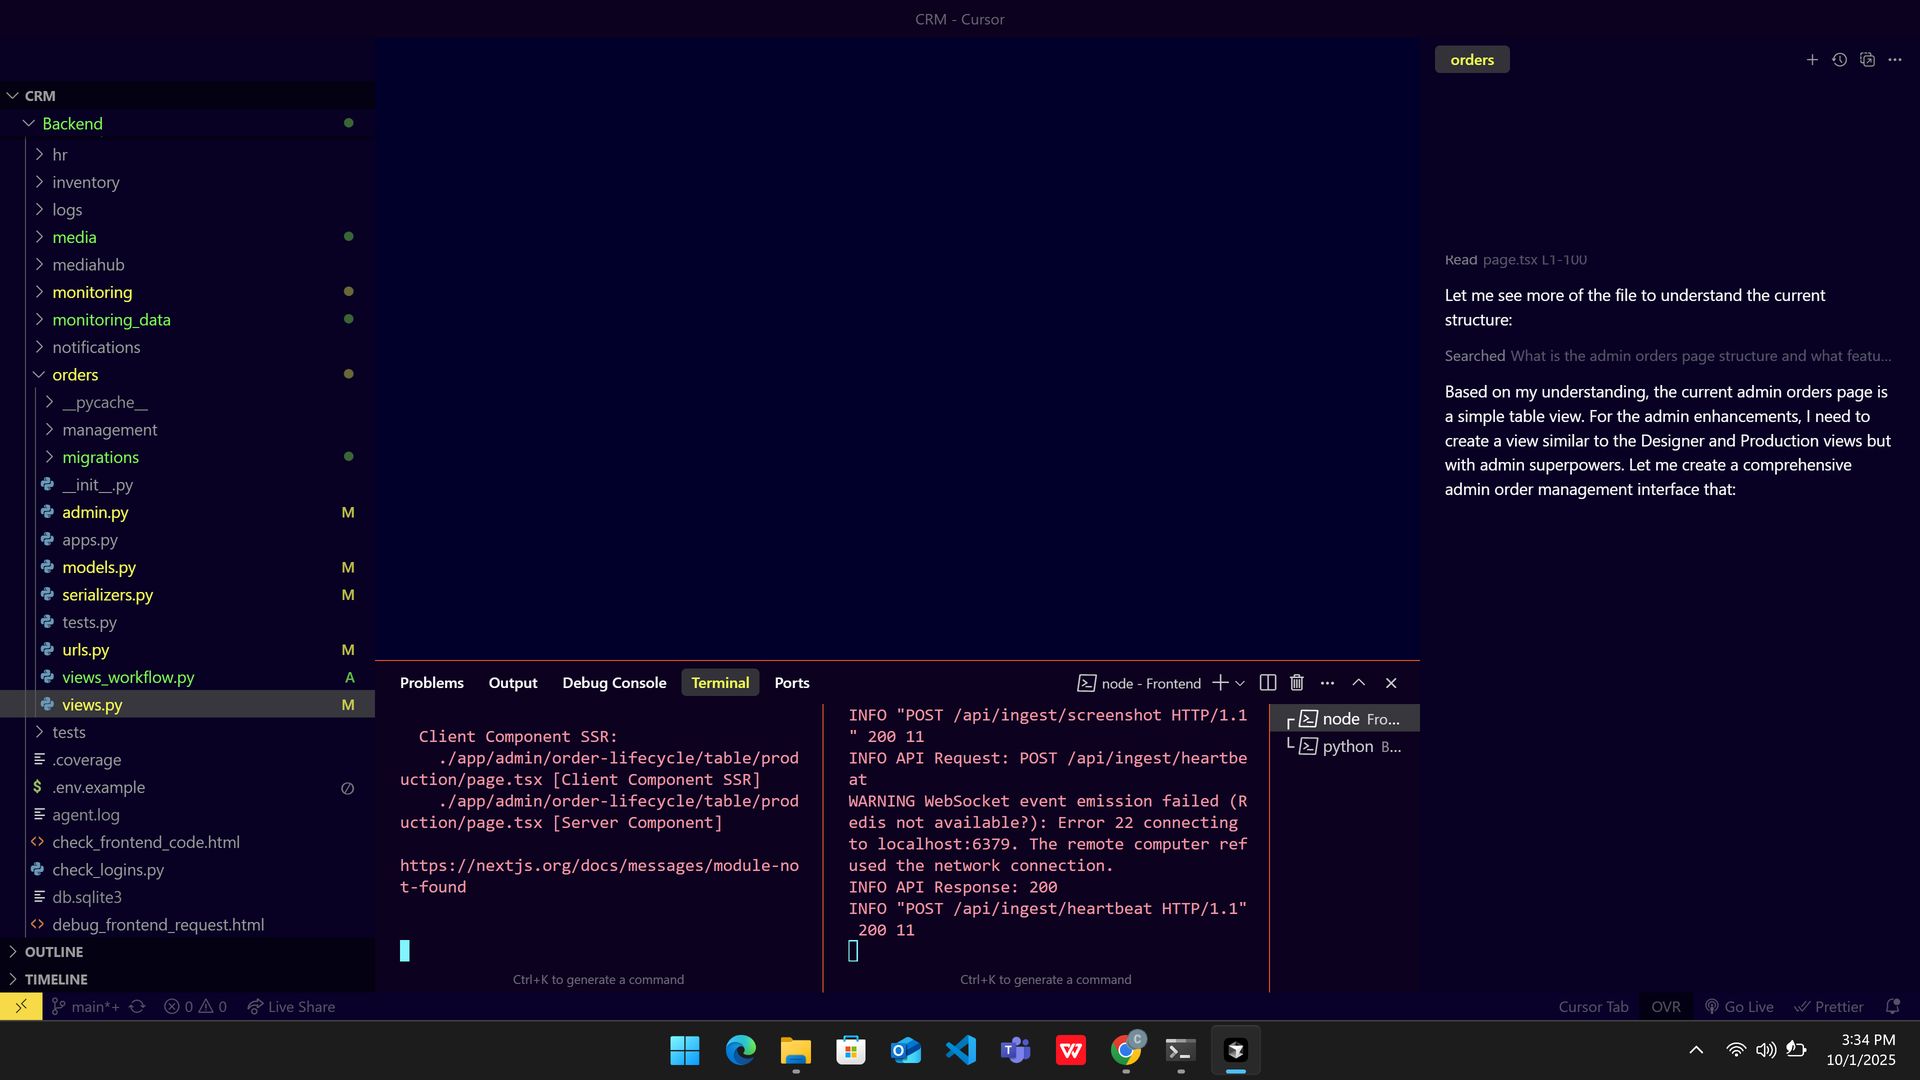 CRM - Cursor
CRM
Backend
hr
inventory
logs
media
mediahub
monitoring
monitoring_data
notifications
orders
__pycache__
management
migrations
__init__.py
admin.py M
apps.py
models.py M
serializers.py M
tests.py
urls.py M
views_workflow.py A
views.py M
tests
.coverage
$ .env.example
agent.log
check_frontend_code.html
check_logins.py
db.sqlite3
debug_frontend_request.html
OUTLINE
TIMELINE
Problems Output Debug Console Terminal Ports
node - Frontend
Client Component SSR:
./app/admin/order-lifecycle/table/prod
uction/page.tsx [Client Component SSR]
./app/admin/order-lifecycle/table/prod
uction/page.tsx [Server Component]
https://nextjs.org/docs/messages/module-no
t-found
Ctrl+K to generate a command
INFO "POST /api/ingest/screenshot HTTP/1.1
" 200 11
INFO API Request: POST /api/ingest/heartbe
at
WARNING WebSocket event emission failed (R
edis not available?): Error 22 connecting
to localhost:6379. The remote computer ref
used the network connection.
INFO API Response: 200
INFO "POST /api/ingest/heartbeat HTTP/1.1"
200 11
Ctrl+K to generate a command
node Fro...
python B...
orders
Read page.tsx L1-100
Let me see more of the file to understand the current
structure:
Searched What is the admin orders page structure and what featu...
Based on my understanding, the current admin orders page is
a simple table view. For the admin enhancements, I need to
create a view similar to the Designer and Production views but
with admin superpowers. Let me create a comprehensive
admin order management interface that:
main*+ 0 0 Live Share
Cursor Tab OVR Go Live Prettier
C
3:34 PM
10/1/2025